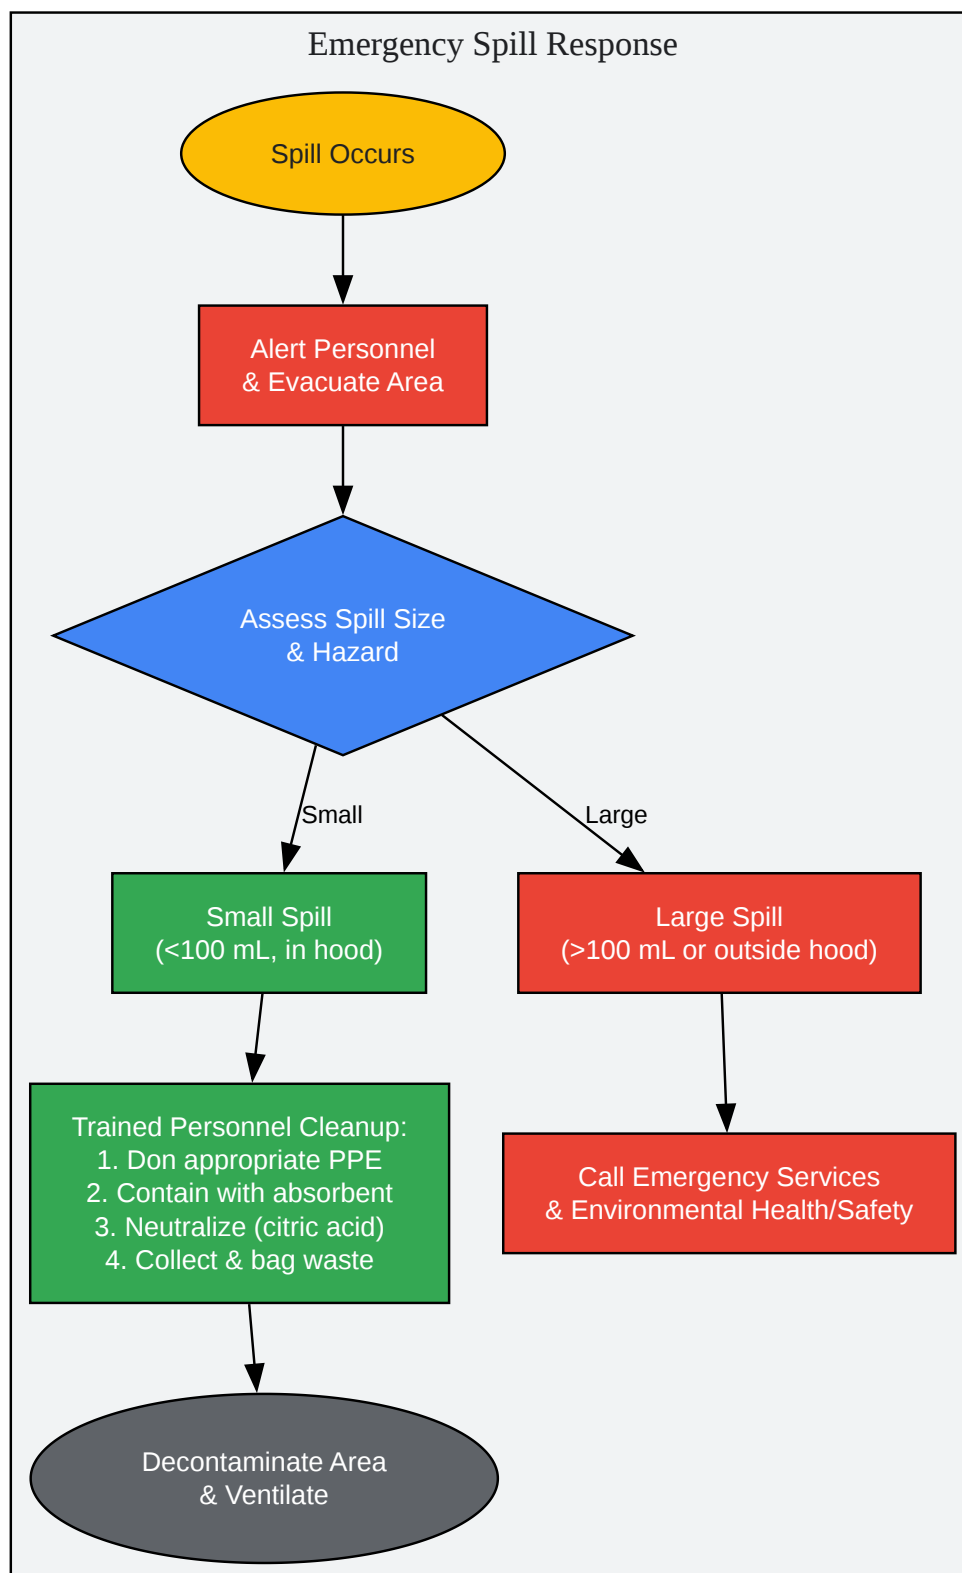 Emergency Spill Response
Spill Occurs
Alert Personnel
& Evacuate Area
Assess Spill Size
& Hazard
Small
Large
Small Spill
(<100 mL, in hood)
Large Spill
(>100 mL or outside hood)
Trained Personnel Cleanup:
1. Don appropriate PPE
2. Contain with absorbent
3. Neutralize (citric acid)
4. Collect & bag waste
Call Emergency Services
& Environmental Health/Safety
Decontaminate Area
& Ventilate